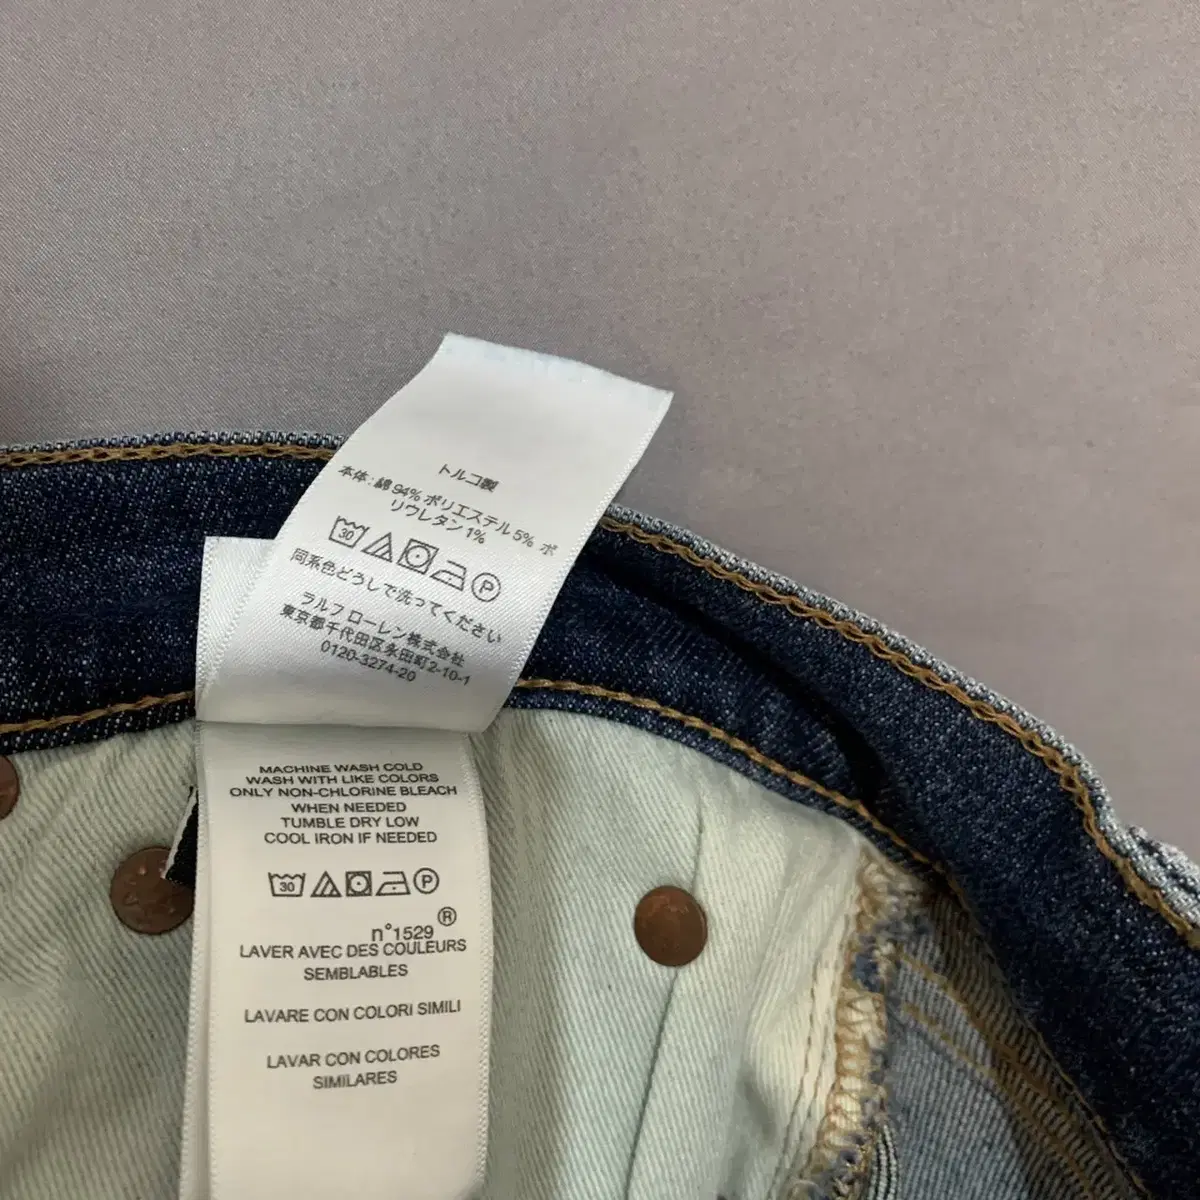 トルコ製
本体:綿 94% ポリエステル 5% ポ
リウレタン 1%
30 P
同系色どうしで洗ってください
ラルフ ローレン株式会社
東京都千代田区永田町2-10-1
0120-3274-20
MACHINE WASH COLD
WASH WITH LIKE COLORS
ONLY NON-CHLORINE BLEACH
WHEN NEEDED
TUMBLE DRY LOW
COOL IRON IF NEEDED
30 P
n°1529 ®
LAVER AVEC DES COULEURS
SEMBLABLES
LAVARE CON COLORI SIMILI
LAVAR CON COLORES
SIMILARES